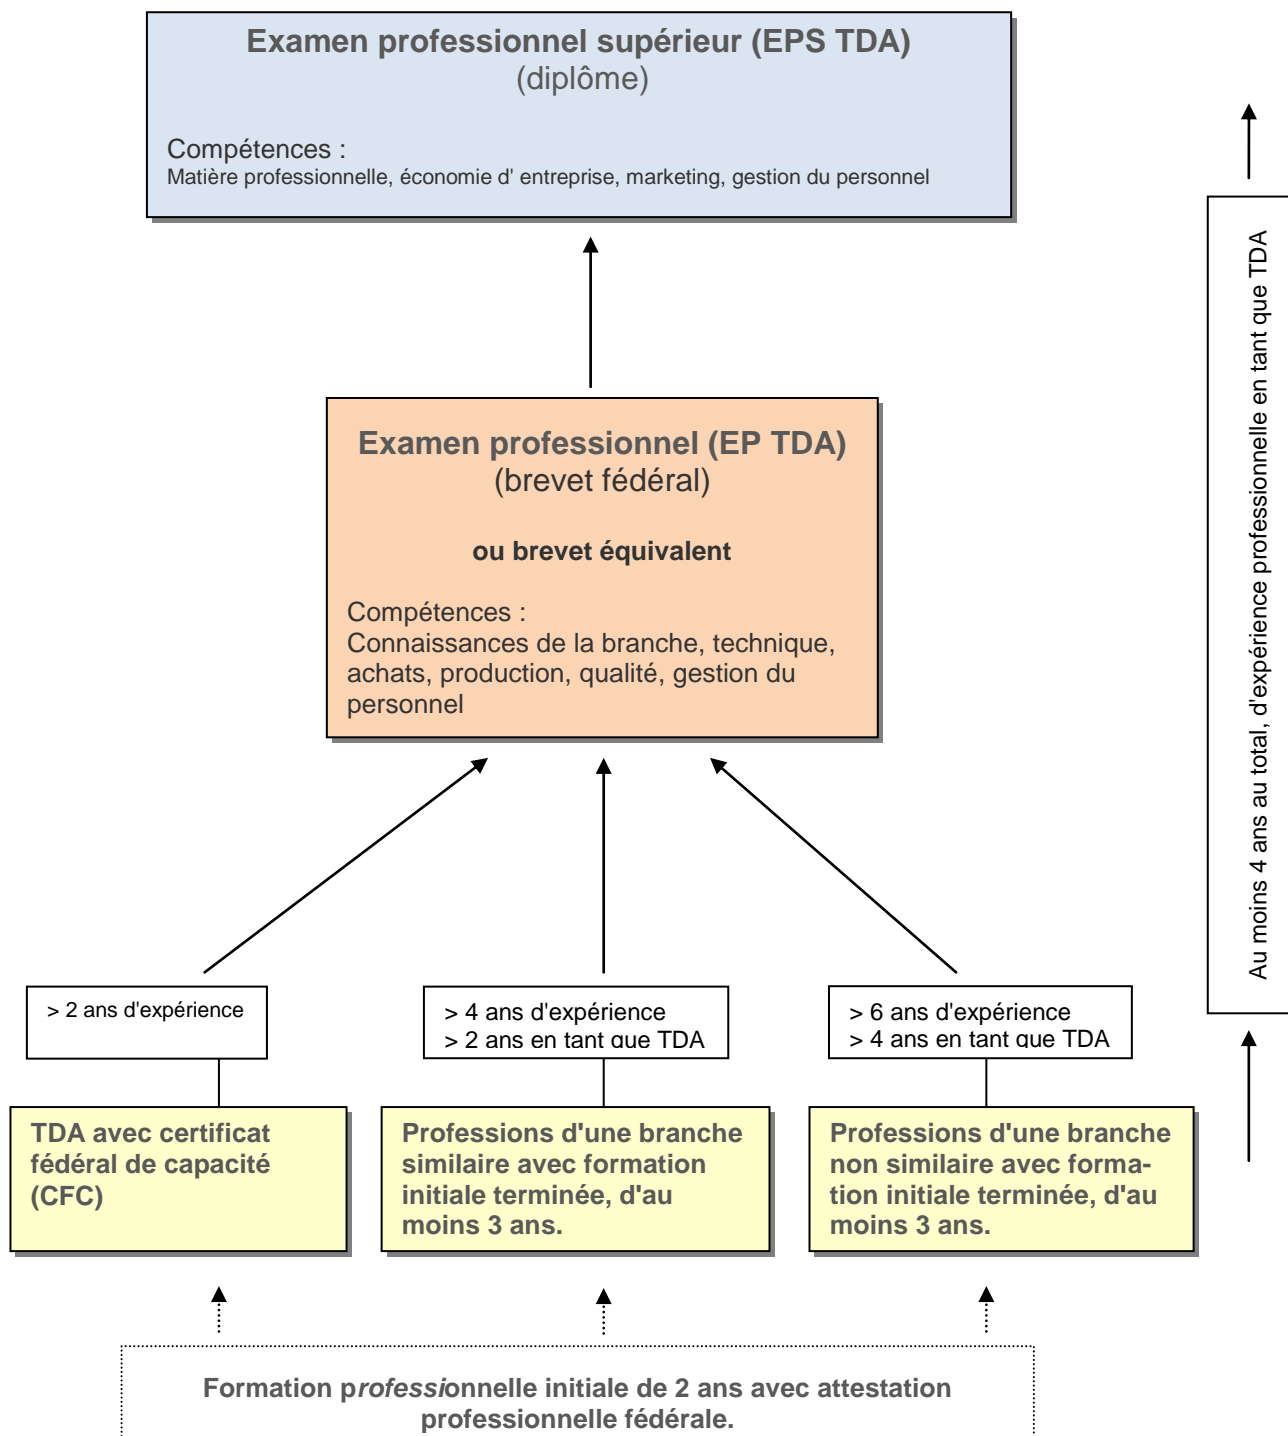 Examen professionnel supérieur (EPS TDA)
(diplôme)
Compétences :
Matière professionnelle, économie d' entreprise, marketing, gestion du personnel
Au moins 4 ans au total, d'expérience professionnelle en tant que TDA
Examen professionnel (EP TDA)
(brevet fédéral)
ou brevet équivalent
Compétences :
Connaissances de la branche, technique,
achats, production, qualité, gestion du
personnel
> 2 ans d'expérience
> 4 ans d'expérience
> 2 ans en tant que TDA
> 6 ans d'expérience
> 4 ans en tant que TDA
TDA avec certificat
fédéral de capacité
(CFC)
Professions d'une branche
similaire avec formation
initiale terminée, d'au
moins 3 ans.
Professions d'une branche
non similaire avec forma-
tion initiale terminée, d'au
moins 3 ans.
Formation professionnelle initiale de 2 ans avec attestation
professionnelle fédérale.